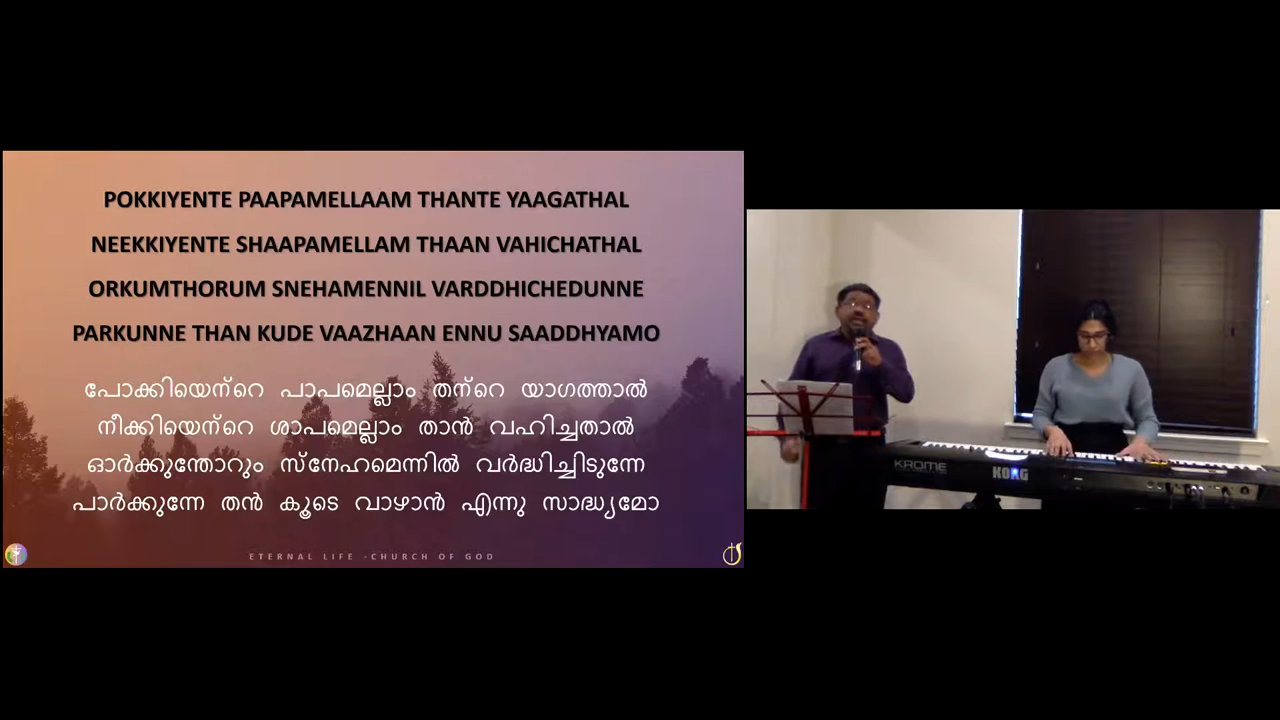 POKKIYENTE PAAPAMELLAAM THANTE YAAGATHAL
NEEKKIYENTE SHAAPAMELLAM THAAN VAHICHATHAL
ORKUMTHORUM SNEHAMENNIL VARDDHICHEDUNNE
PARKUNNE THAN KUDE VAAZHAAN ENNU SAADDHYAMO
പോക്കിയെന്റെ പാപമെല്ലാം തന്റെ യാഗത്താൽ
നീക്കിയെന്റെ ശാപമെല്ലാം താൻ വഹിച്ചതാൽ
ഓർക്കുന്തോറും സ്നേഹമെന്നിൽ വർദ്ധിച്ചിടുന്നേ
പാർക്കുന്നേ തൻ കൂടെ വാഴാൻ എന്നു സാദ്ധ്യമോ
ETERNAL LIFE -CHURCH OF GOD
KROME
KORG